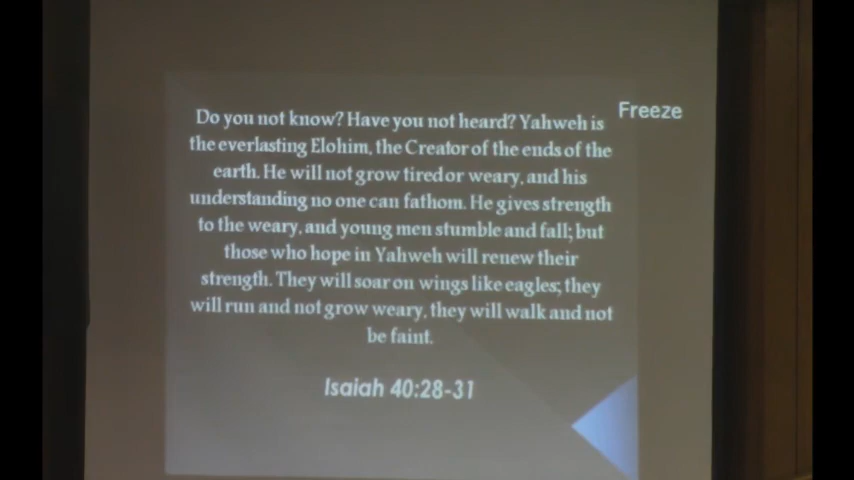 Freeze
Do you not know? Have you not heard? Yahweh is
the everlasting Elohim, the Creator of the ends of the
earth. He will not grow tired or weary, and his
understanding no one can fathom. He gives strength
to the weary, and young men stumble and fall; but
those who hope in Yahweh will renew their
strength. They will soar on wings like eagles; they
will run and not grow weary, they will walk and not
be faint.
Isaiah 40:28-31